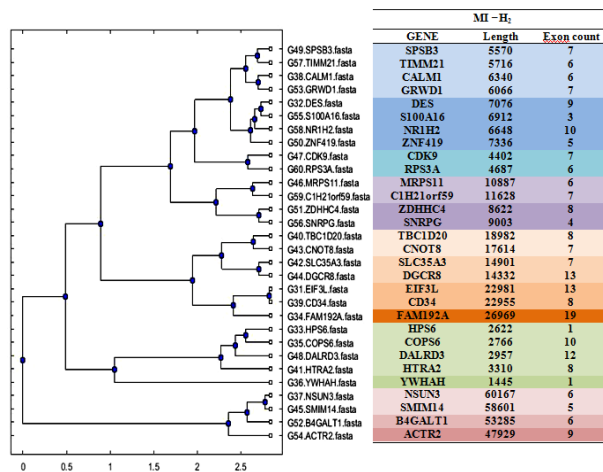 MI – H2
GENE Length Exon count
G49.SPSB3.fasta SPSB3 5570 7
G57.TIMM21.fasta TIMM21 5716 6
G38.CALM1.fasta CALM1 6340 6
G53.GRWD1.fasta GRWD1 6066 7
G32.DES.fasta DES 7076 9
G55.S100A16.fasta S100A16 6912 3
G58.NR1H2.fasta NR1H2 6648 10
G50.ZNF419.fasta ZNF419 7336 5
G47.CDK9.fasta CDK9 4402 7
G60.RPS3A.fasta RPS3A 4687 6
G46.MRPS11.fasta MRPS11 10887 6
G59.C1H21orf59.fasta C1H21orf59 11628 7
G51.ZDHHC4.fasta ZDHHC4 8622 8
G56.SNRPG.fasta SNRPG 9003 4
G40.TBC1D20.fasta TBC1D20 18982 8
G43.CNOT8.fasta CNOT8 17614 7
G42.SLC35A3.fasta SLC35A3 14901 7
G44.DGCR8.fasta DGCR8 14332 13
G31.EIF3L.fasta EIF3L 22981 13
G39.CD34.fasta CD34 22955 8
G34.FAM192A.fasta FAM192A 26969 19
G33.HPS6.fasta HPS6 2622 1
G35.COPS6.fasta COPS6 2766 10
G48.DALRD3.fasta DALRD3 2957 12
G41.HTRA2.fasta HTRA2 3310 8
G36.YWHAH.fasta YWHAH 1445 1
G37.NSUN3.fasta NSUN3 60167 6
G45.SMIM14.fasta SMIM14 58601 5
G52.B4GALT1.fasta B4GALT1 53285 6
G54.ACTR2.fasta ACTR2 47929 9
0 0.5 1 1.5 2 2.5